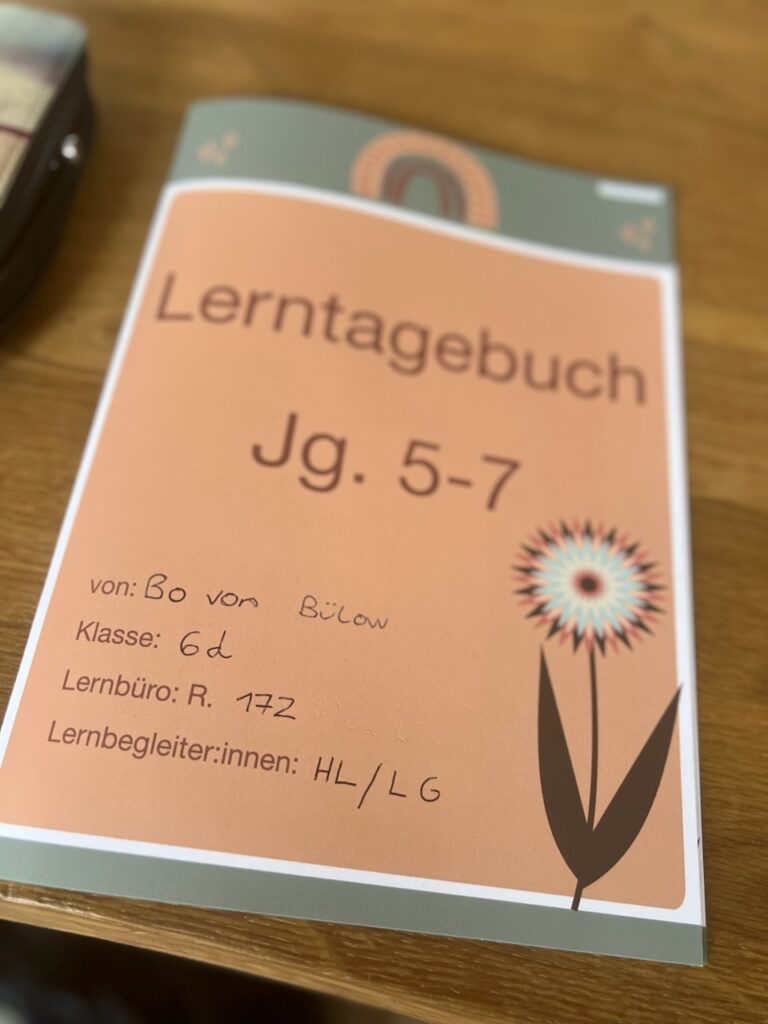 Lerntagebuch
Jg. 5-7
von: Bo von Bülow
Klasse: 6d
Lernbüro: R. 172
Lernbegleiter:innen: HL/LG